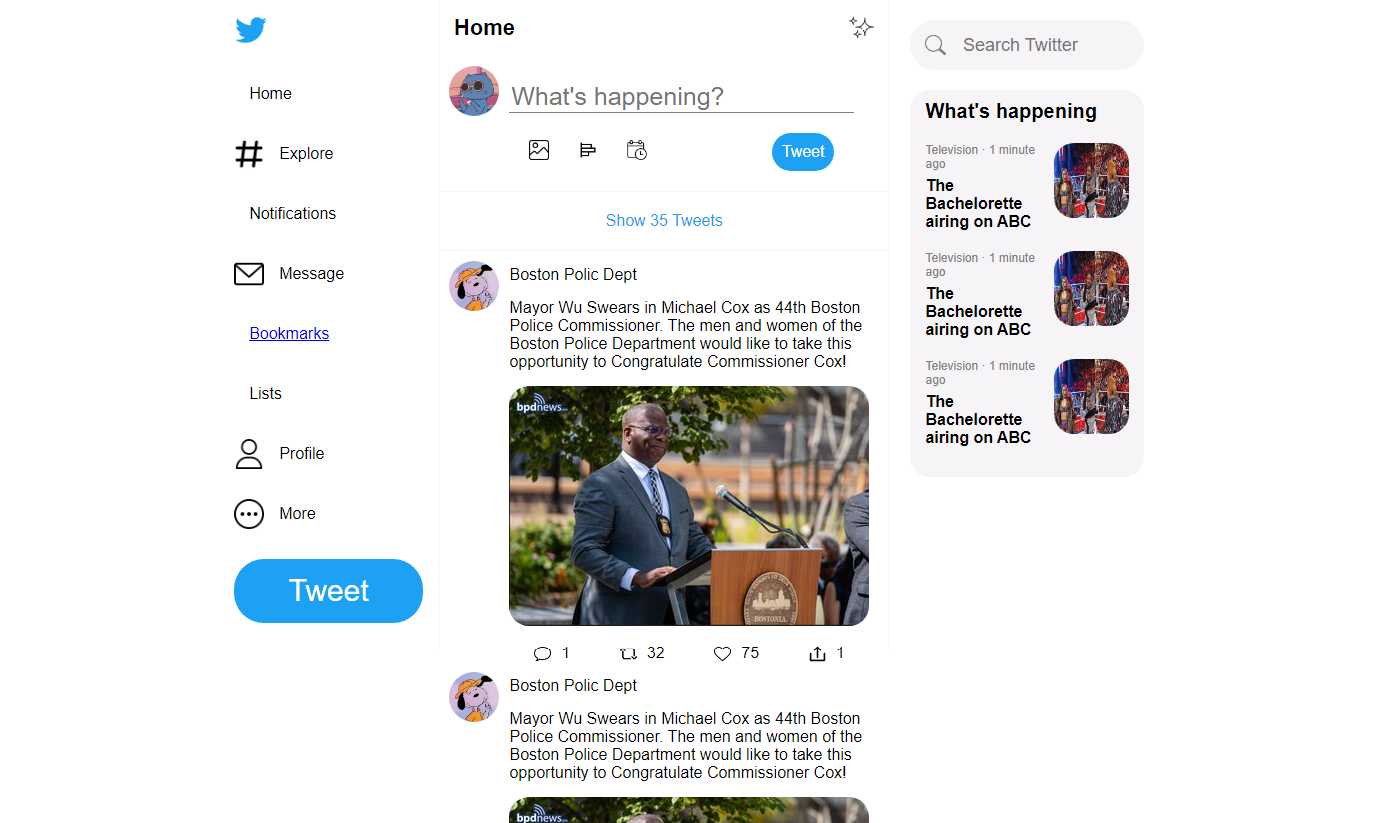 Home
Explore
Notifications
Message
Bookmarks
Lists
Profile
More
Tweet
Home
What's happening?
Tweet
Show 35 Tweets
Boston Polic Dept
Mayor Wu Swears in Michael Cox as 44th Boston
Police Commissioner. The men and women of the
Boston Police Department would like to take this
opportunity to Congratulate Commissioner Cox!
bpdnews
BOSTONIA.
1 32 75 1
Boston Polic Dept
Mayor Wu Swears in Michael Cox as 44th Boston
Police Commissioner. The men and women of the
Boston Police Department would like to take this
opportunity to Congratulate Commissioner Cox!
bpdnews
Search Twitter
What's happening
Television · 1 minute
ago
The
Bachelorette
airing on ABC
Television · 1 minute
ago
The
Bachelorette
airing on ABC
Television · 1 minute
ago
The
Bachelorette
airing on ABC